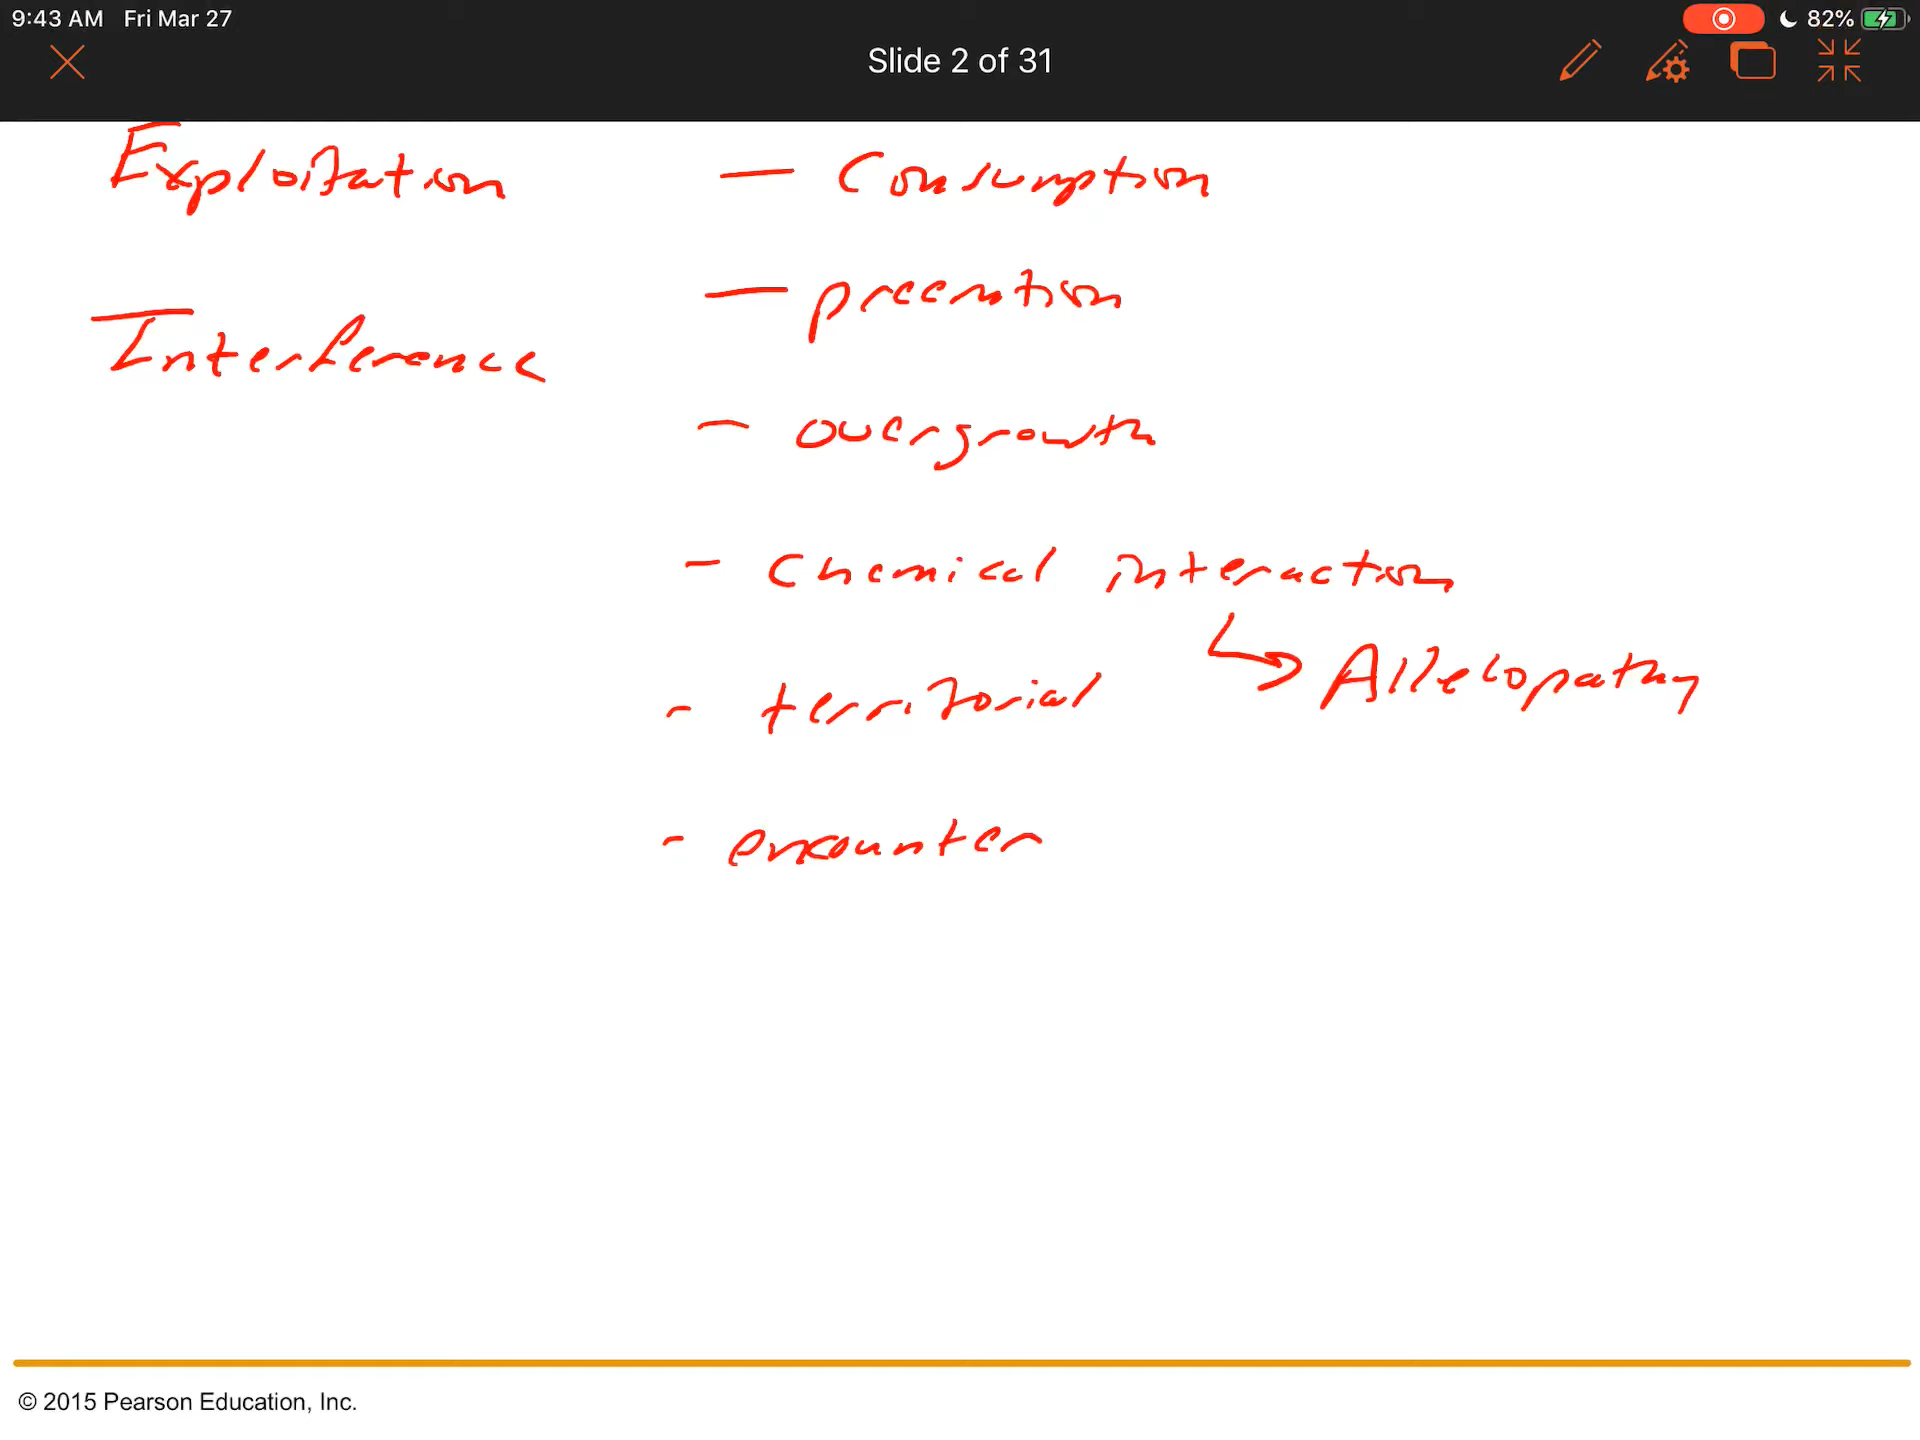 9:43 AM Fri Mar 27
82%
Slide 2 of 31
Exploitation — Consumption
— preemtion
Interference
- overgrowth
- Chemical interaction
↳ Allelopathy
- territorial
- encounter
© 2015 Pearson Education, Inc.